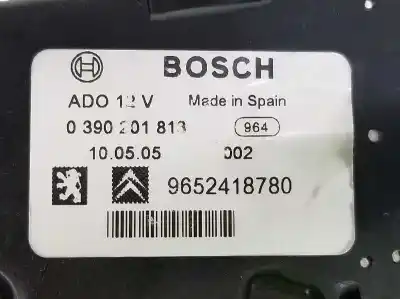 BOSCH
ADO 12 V Made in Spain
0 390 201 813 964
10.05.05 002
9652418780